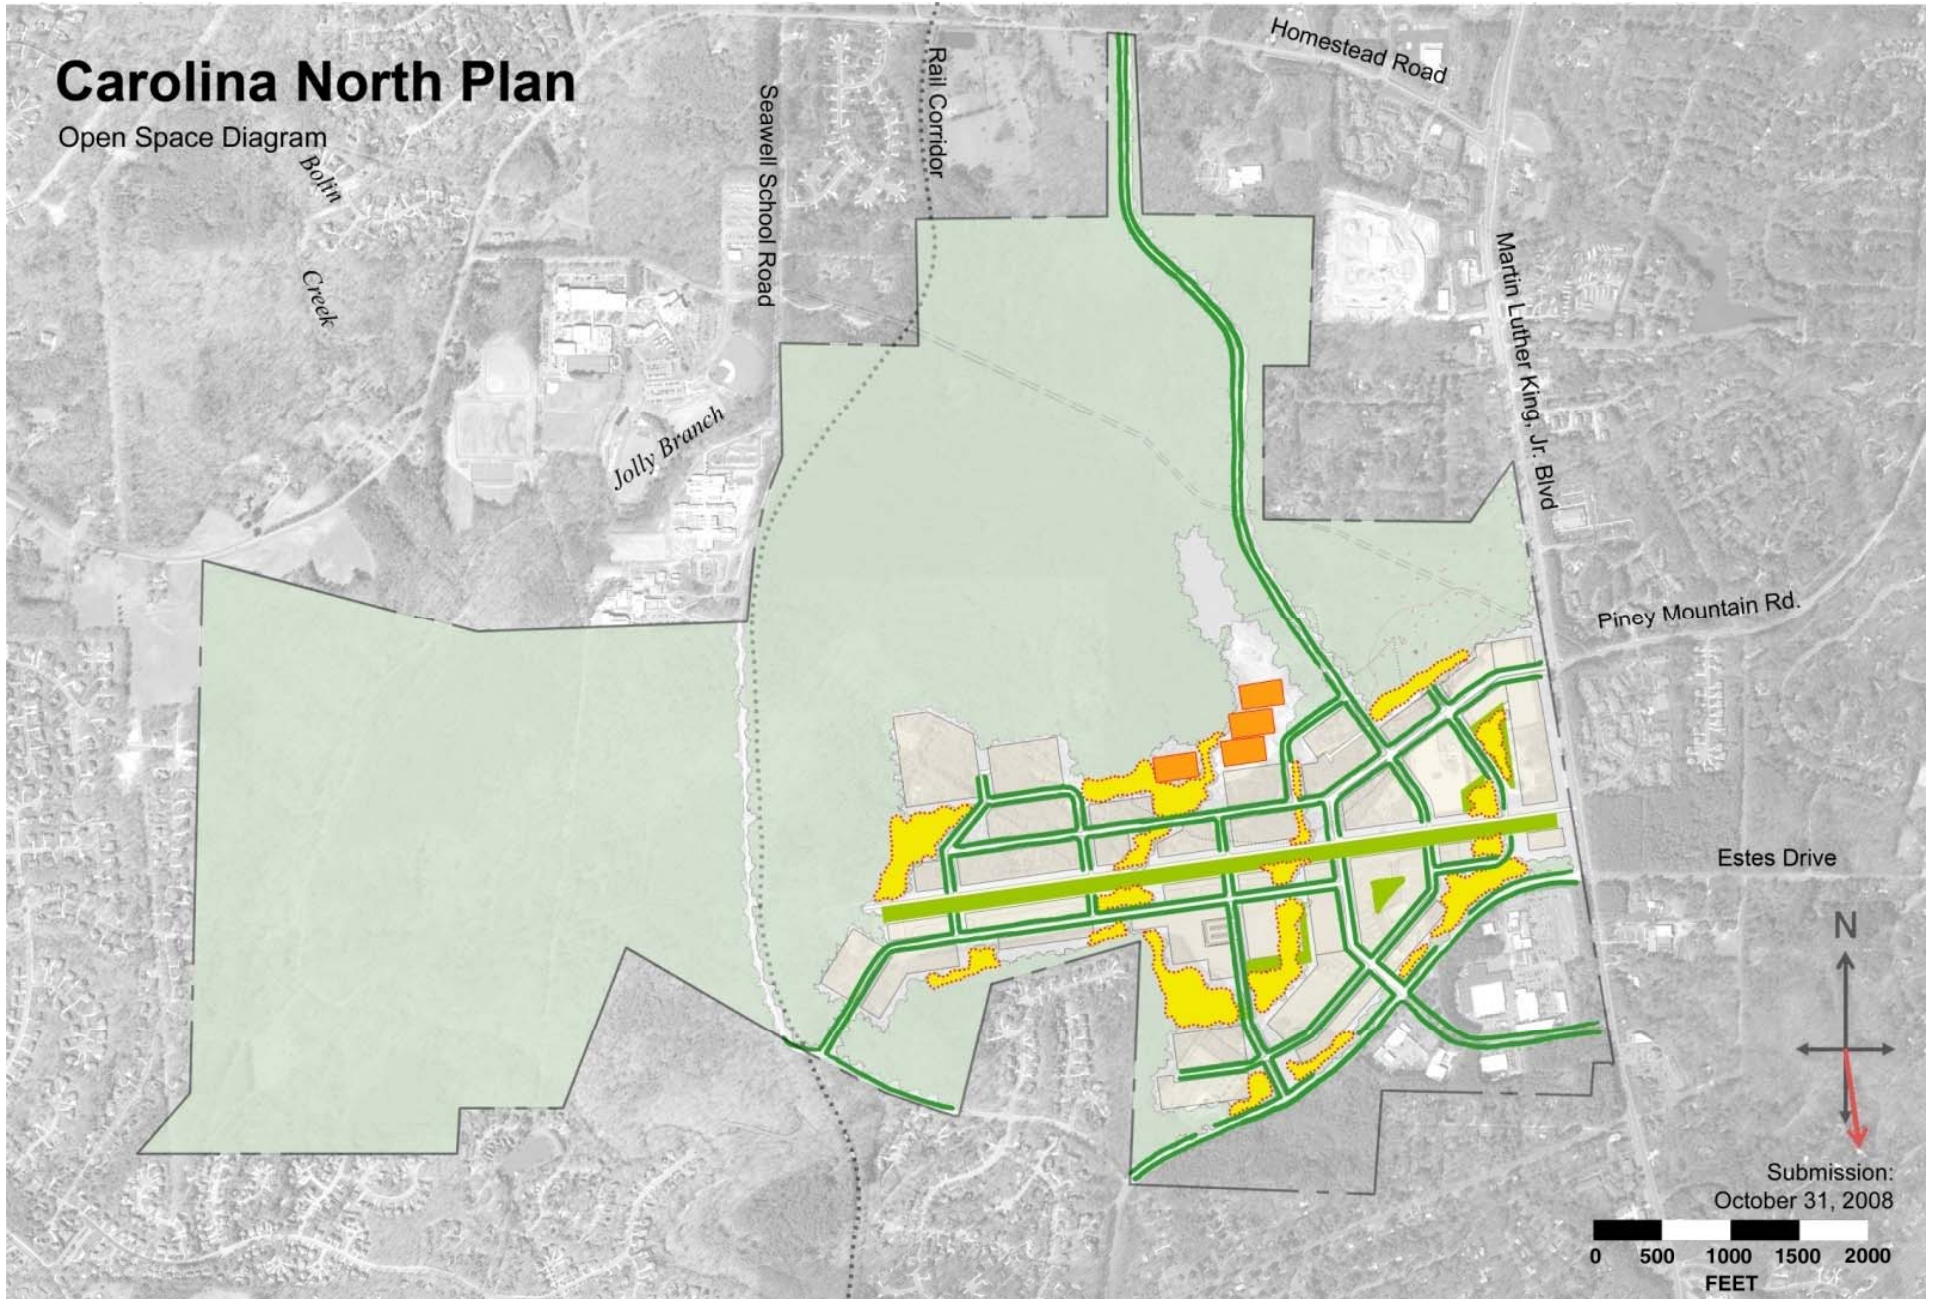 Carolina North Plan
Open Space Diagram
Bolin
Creek
Jolly Branch
Seawell School Road
Rail Corridor
Homestead Road
Martin Luther King, Jr. Blvd
Piney Mountain Rd.
Estes Drive
N
Submission:
October 31, 2008
0 500 1000 1500 2000
FEET